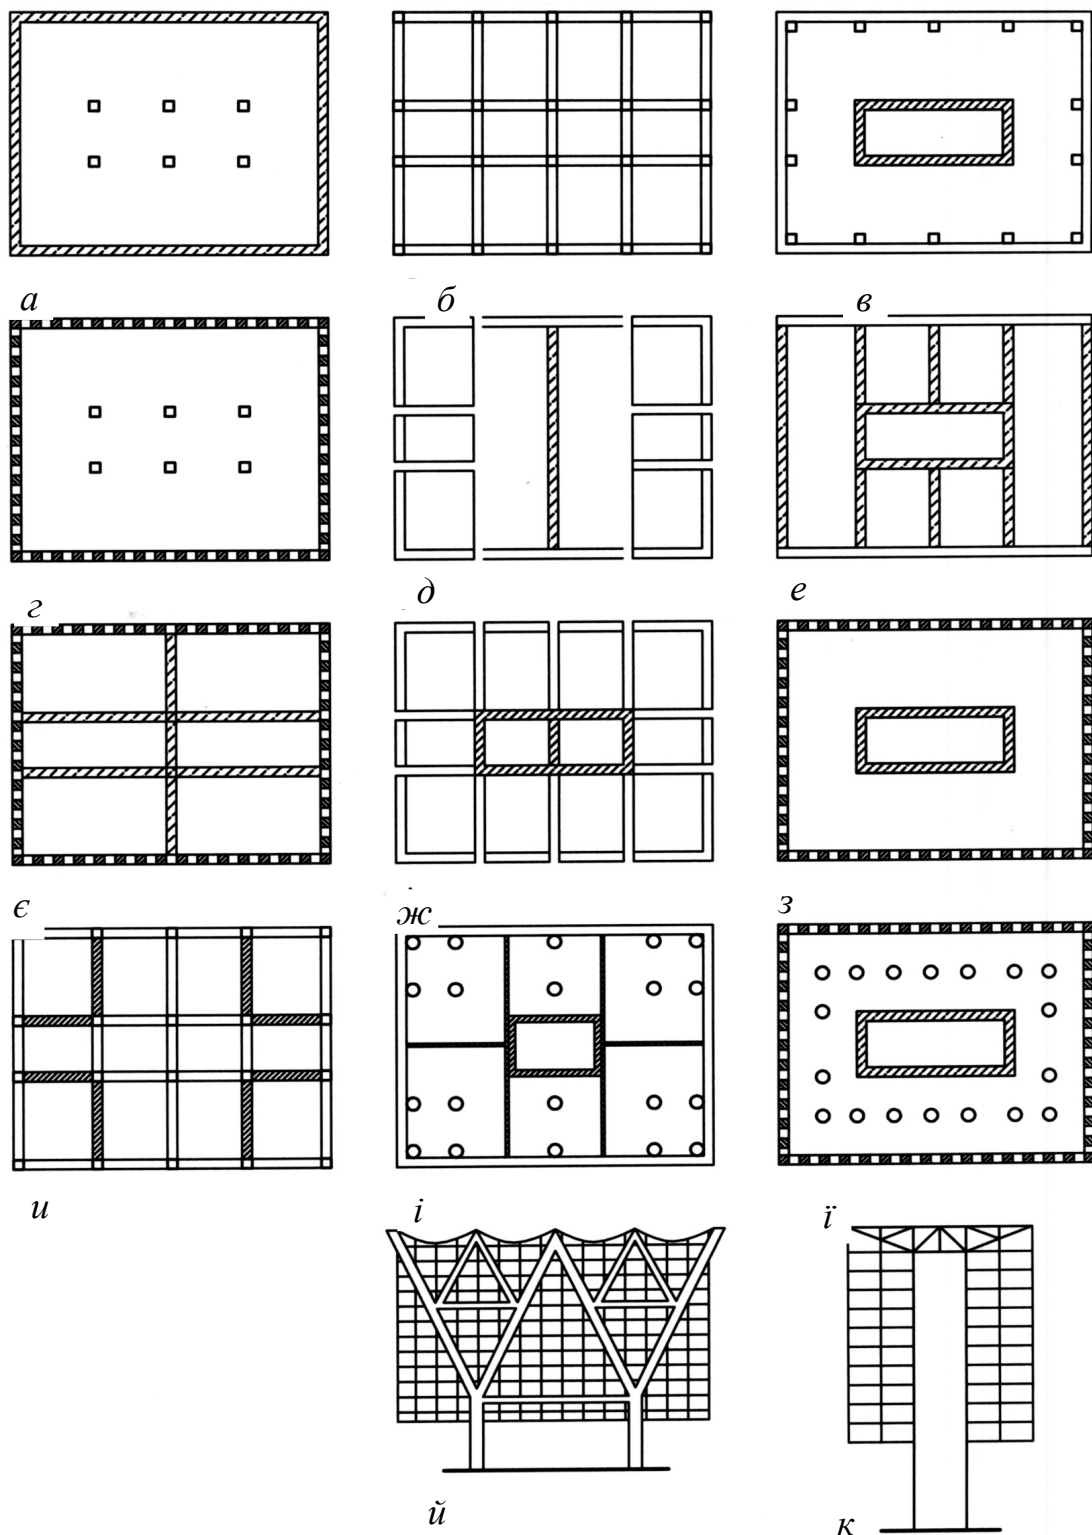 а
б
в
г
д
е
є
ж
з
и
і
ї
й
к